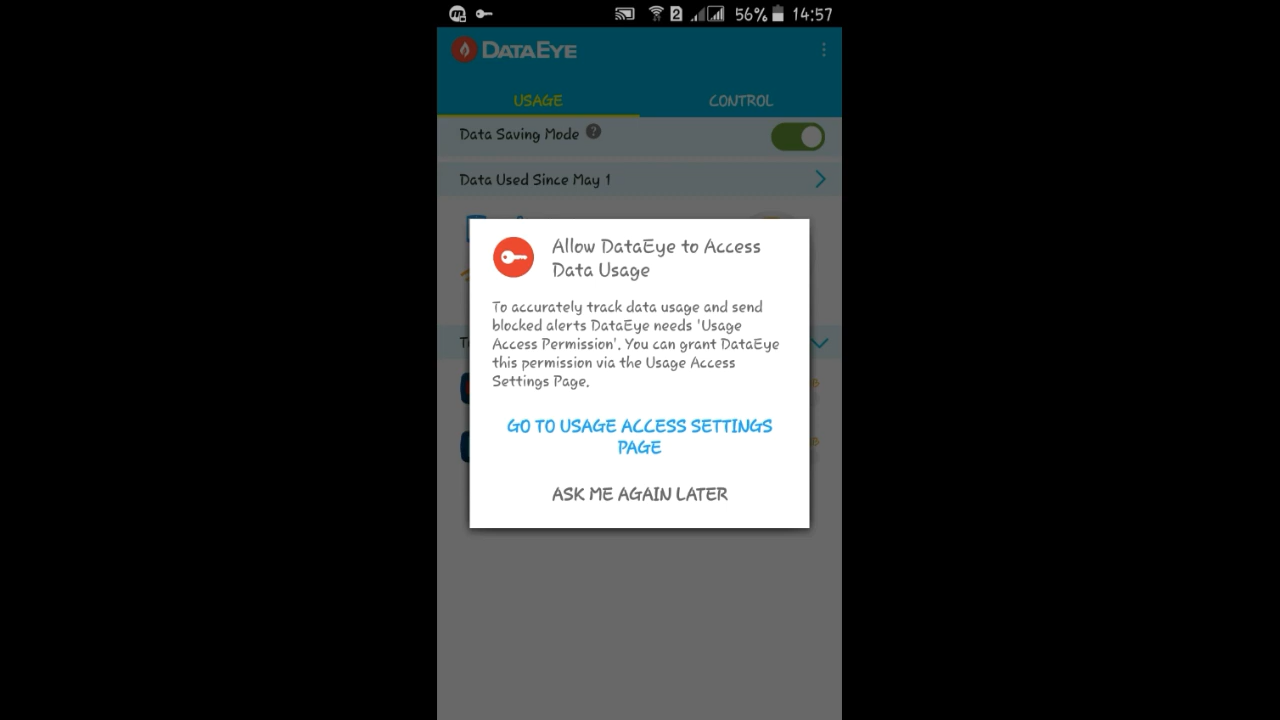 2 56% 14:57
DATAEYE
USAGE CONTROL
Data Saving Mode ?
Data Used Since May 1
Allow DataEye to Access
Data Usage
To accurately track data usage and send
blocked alerts DataEye needs 'Usage
Access Permission'. You can grant DataEye
this permission via the Usage Access
Settings Page.
GO TO USAGE ACCESS SETTINGS
PAGE
ASK ME AGAIN LATER